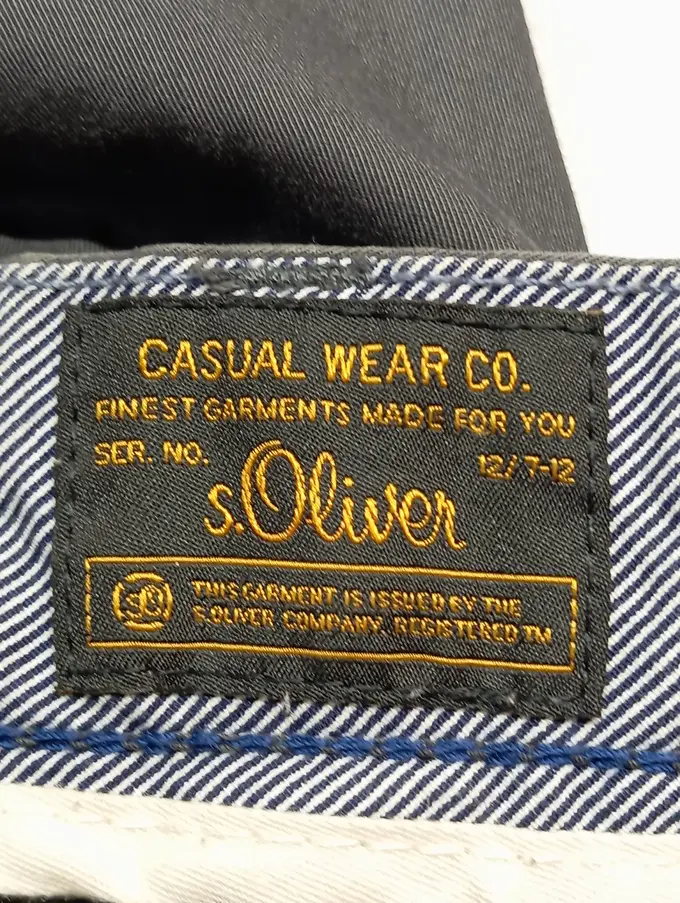 CASUAL WEAR CO.
FINEST GARMENTS MADE FOR YOU
SER. NO. 12/7-12
s.Oliver
THIS GARMENT IS ISSUED BY THE
S.OLIVER COMPANY. REGISTERED TM